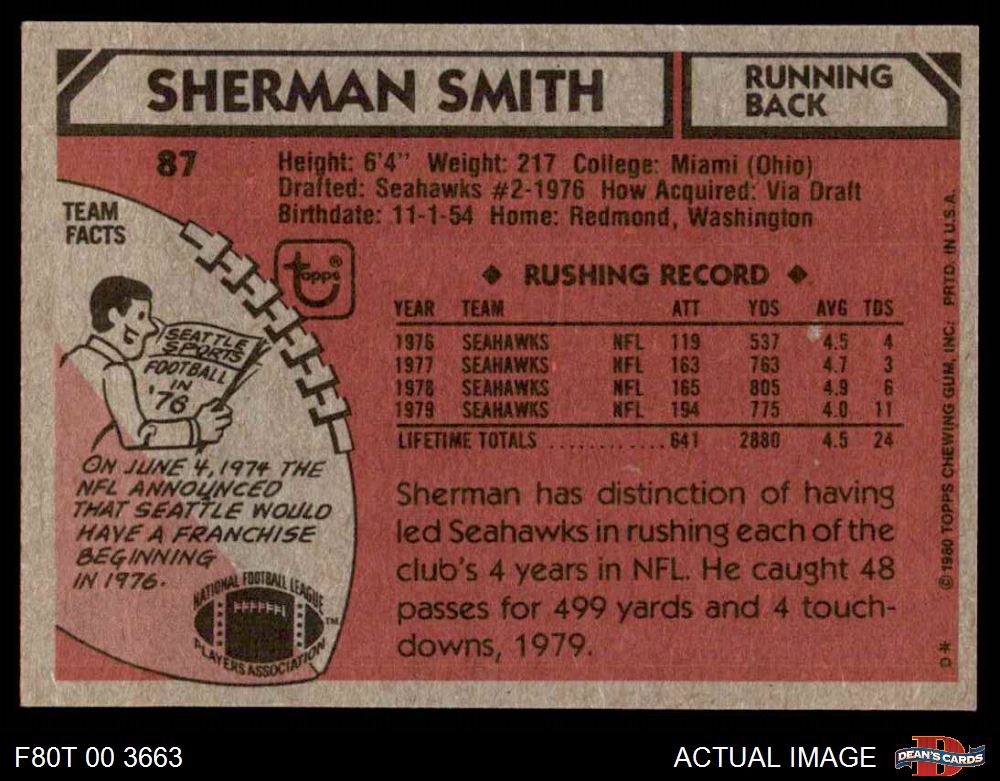 SHERMAN SMITH
RUNNING
BACK
87
Height: 6'4" Weight: 217 College: Miami (Ohio)
Drafted: Seahawks #2-1976 How Acquired: Via Draft
Birthdate: 11-1-54 Home: Redmond, Washington
TEAM
FACTS
topps®
SEATTLE
SPORTS
FOOTBALL
IN
'76
ON JUNE 4, 1974 THE
NFL ANNOUNCED
THAT SEATTLE WOULD
HAVE A FRANCHISE
BEGINNING
IN 1976.
NATIONAL FOOTBALL LEAGUE
PLAYERS ASSOCIATION
TM
◆ RUSHING RECORD ◆
YEAR TEAM ATT YDS AVG TDS
1976 SEAHAWKS NFL 119 537 4.5 4
1977 SEAHAWKS NFL 163 763 4.7 3
1978 SEAHAWKS NFL 165 805 4.9 6
1979 SEAHAWKS NFL 194 775 4.0 11
LIFETIME TOTALS ........... 641 2880 4.5 24
Sherman has distinction of having
led Seahawks in rushing each of the
club's 4 years in NFL. He caught 48
passes for 499 yards and 4 touch-
downs, 1979.
D* © 1980 TOPPS CHEWING GUM, INC. PRTD. IN U.S.A.
F80T 00 3663
ACTUAL IMAGE
D
DEAN'S CARDS